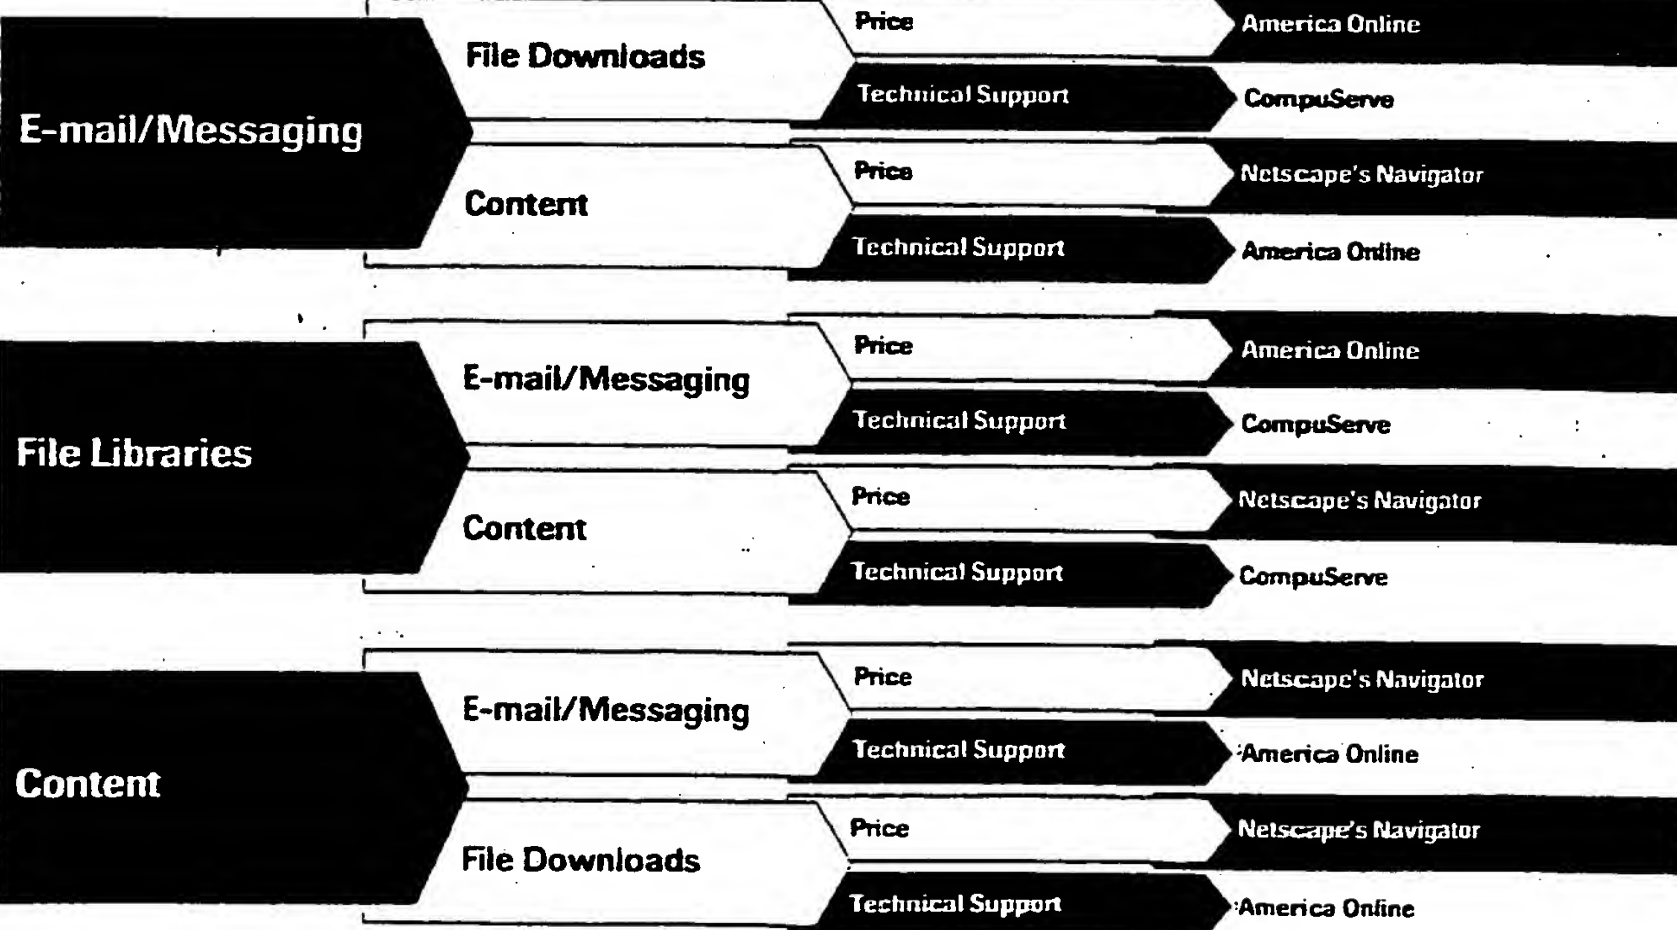 Price
America Online
File Downloads
Technical Support
CompuServe
E-mail/Messaging
Price
Netscape's Navigator
Content
Technical Support
America Online
Price
America Online
E-mail/Messaging
Technical Support
CompuServe
File Libraries
Price
Netscape's Navigator
Content
Technical Support
CompuServe
Price
Netscape's Navigator
E-mail/Messaging
Technical Support
America Online
Content
Price
Netscape's Navigator
File Downloads
Technical Support
America Online